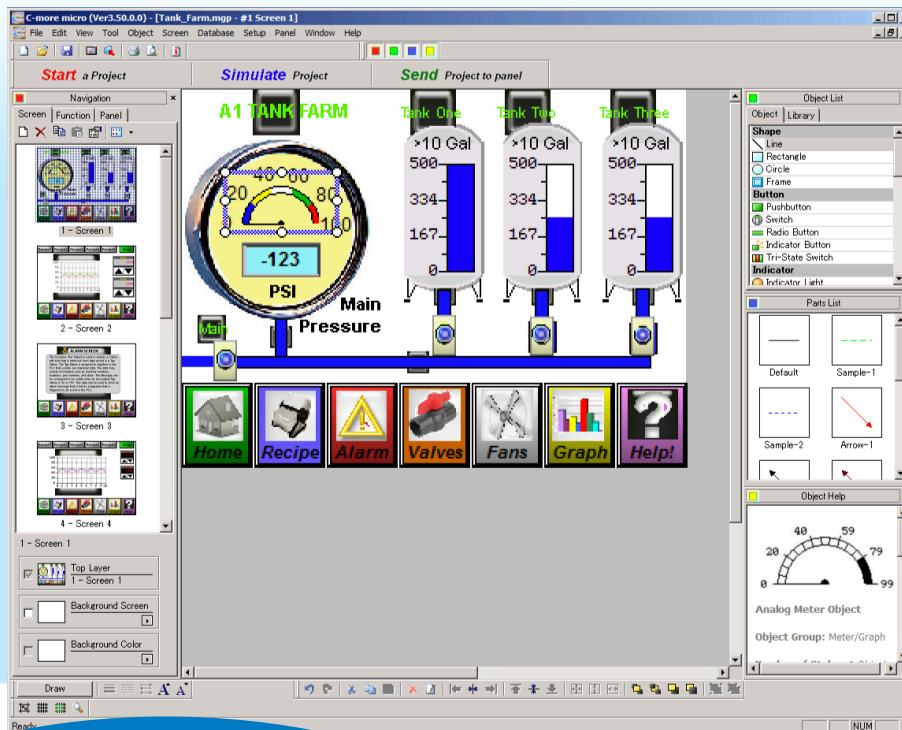 C-more micro (Ver3.50.0.0) - [Tank_Farm.mgp - #1 Screen 1]
File Edit View Tool Object Screen Database Setup Panel Window Help
Start a Project
Simulate Project
Send Project to panel
Navigation
Screen Function Panel
1 - Screen 1
2 - Screen 2
ALARM SCREEN
3 - Screen 3
4 - Screen 4
1 - Screen 1
Top Layer
1 - Screen 1
Background Screen
Background Color
A1 TANK FARM
Tank One
Tank Two
Tank Three
20 40 60 80 100
-123
PSI
Main
Pressure
Main
×10 Gal
500
334
167
0
×10 Gal
500
334
167
0
×10 Gal
500
334
167
0
Home
Recipe
Alarm
Valves
Fans
Graph
Help!
Object List
Object Library
Shape
Line
Rectangle
Circle
Frame
Button
Pushbutton
Switch
Radio Button
Indicator Button
Tri-State Switch
Indicator
Indicator Light
Parts List
Default
Sample-1
Sample-2
Arrow-1
Object Help
0 20 40 59 79 99
Analog Meter Object
Object Group: Meter/Graph
Draw
Ready
NUM